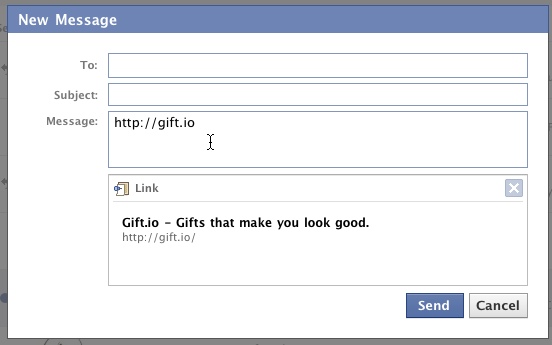 New Message
To:
Subject:
Message: http://gift.io
Link
Gift.io – Gifts that make you look good.
http://gift.io/
Send Cancel